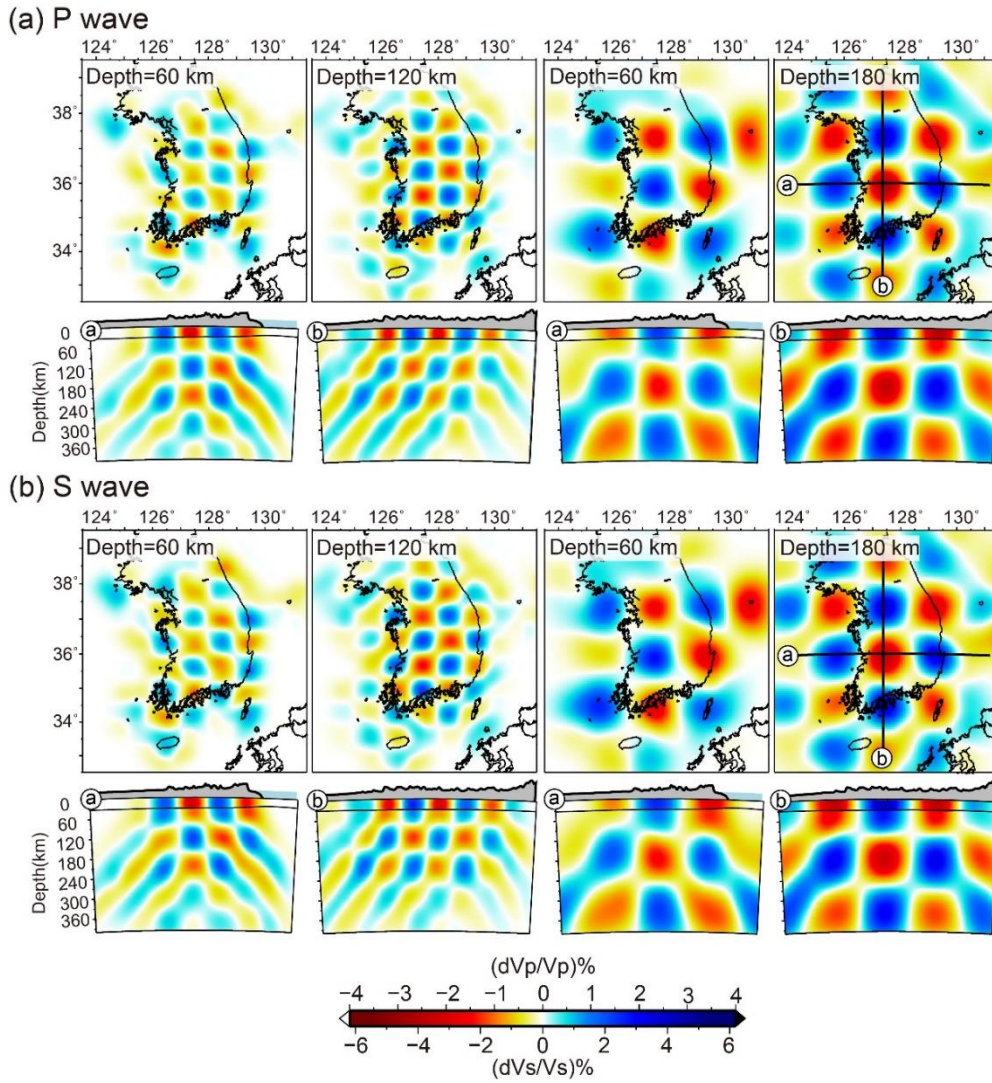 (a) P wave
124° 126° 128° 130° 124° 126° 128° 130° 124° 126° 128° 130° 124° 126° 128° 130°
Depth=60 km Depth=120 km Depth=60 km Depth=180 km
38°
36°
34°
a
b
a b a b
0
60
120
180
240
300
360
Depth(km)
(b) S wave
124° 126° 128° 130° 124° 126° 128° 130° 124° 126° 128° 130° 124° 126° 128° 130°
Depth=60 km Depth=120 km Depth=60 km Depth=180 km
38°
36°
34°
a
b
a b a b
0
60
120
180
240
300
360
Depth(km)
(dVp/Vp)%
−4 −3 −2 −1 0 1 2 3 4
−6 −4 −2 0 2 4 6
(dVs/Vs)%